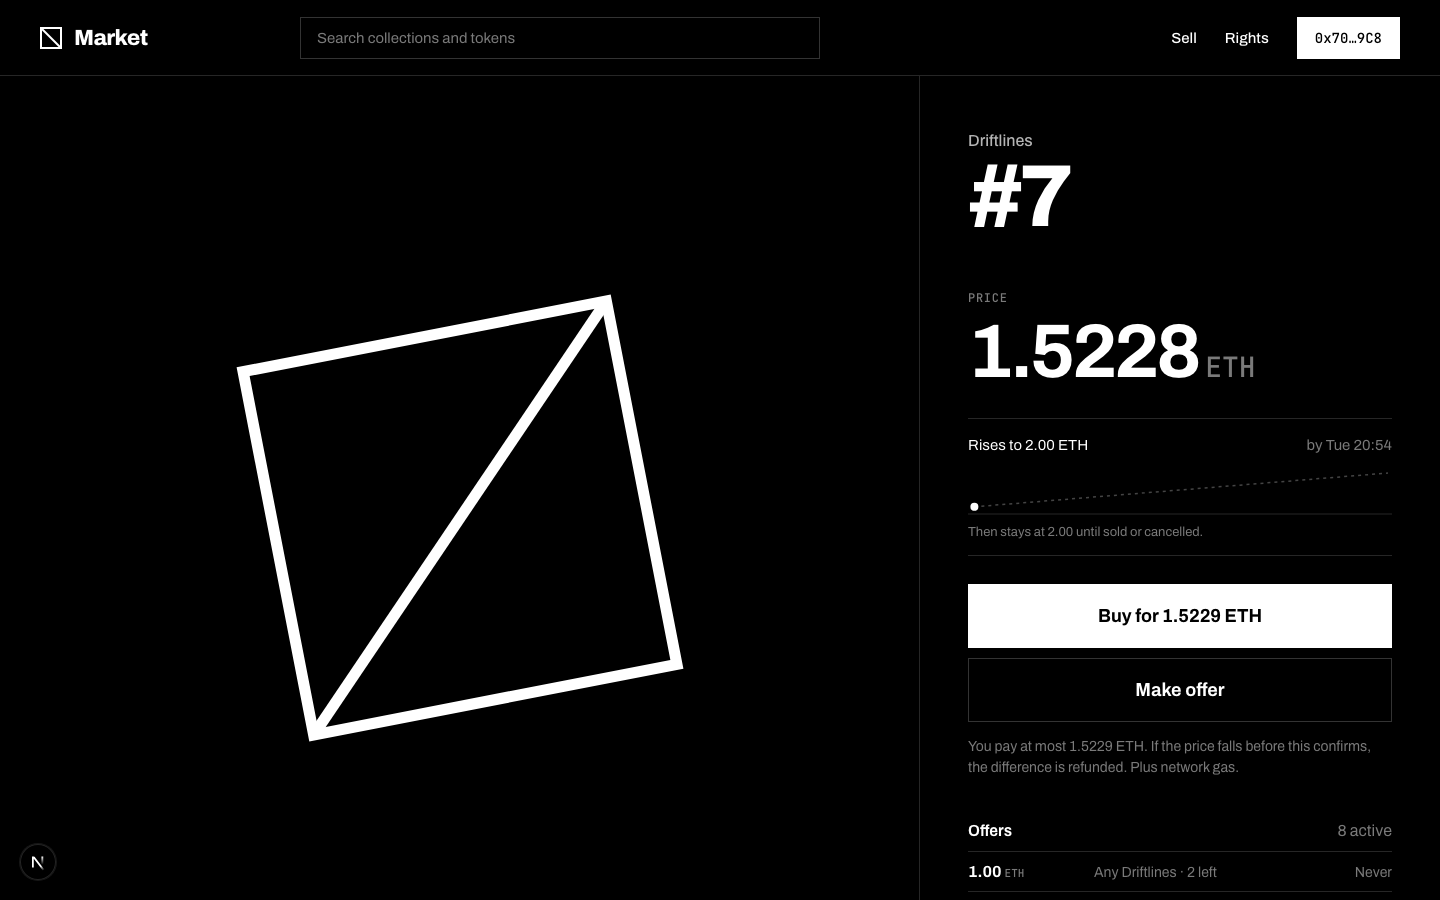 Market
Search collections and tokens
Sell
Rights
0x70…9C8
Driftlines
#7
PRICE
1.5228 ETH
Rises to 2.00 ETH
by Tue 20:54
Then stays at 2.00 until sold or cancelled.
Buy for 1.5229 ETH
Make offer
You pay at most 1.5229 ETH. If the price falls before this confirms,
the difference is refunded. Plus network gas.
Offers
8 active
1.00 ETH
Any Driftlines · 2 left
Never
N